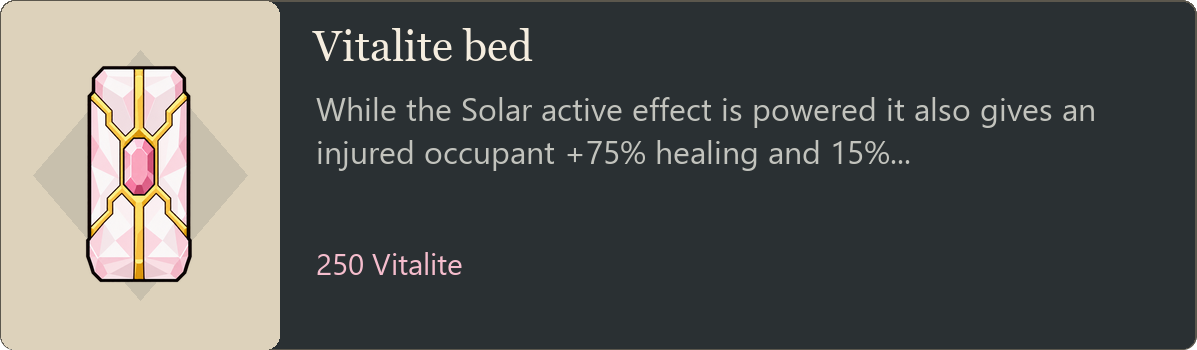 Vitalite bed
While the Solar active effect is powered it also gives an
injured occupant +75% healing and 15%...
250 Vitalite